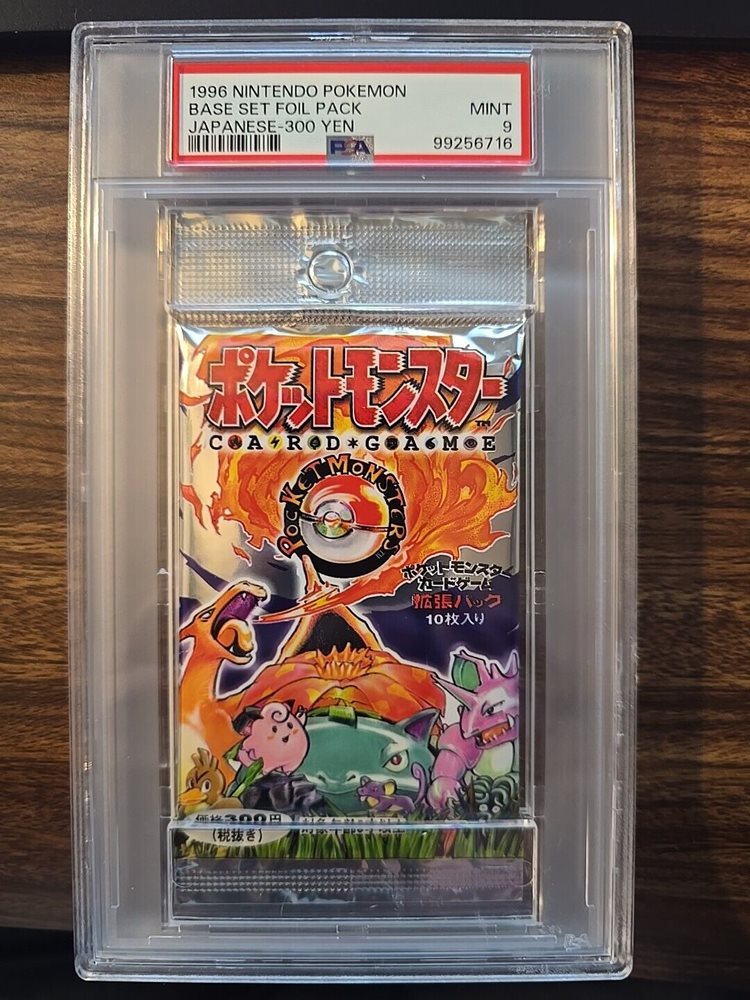 1996 NINTENDO POKEMON
BASE SET FOIL PACK MINT
JAPANESE-300 YEN 9
99256716
PSA
ポケットモンスター
TM
CARD GAME
POCKET MONSTERS
ポケットモンスター
カードゲーム
拡張パック
10枚入り
価格300円
(税抜き)